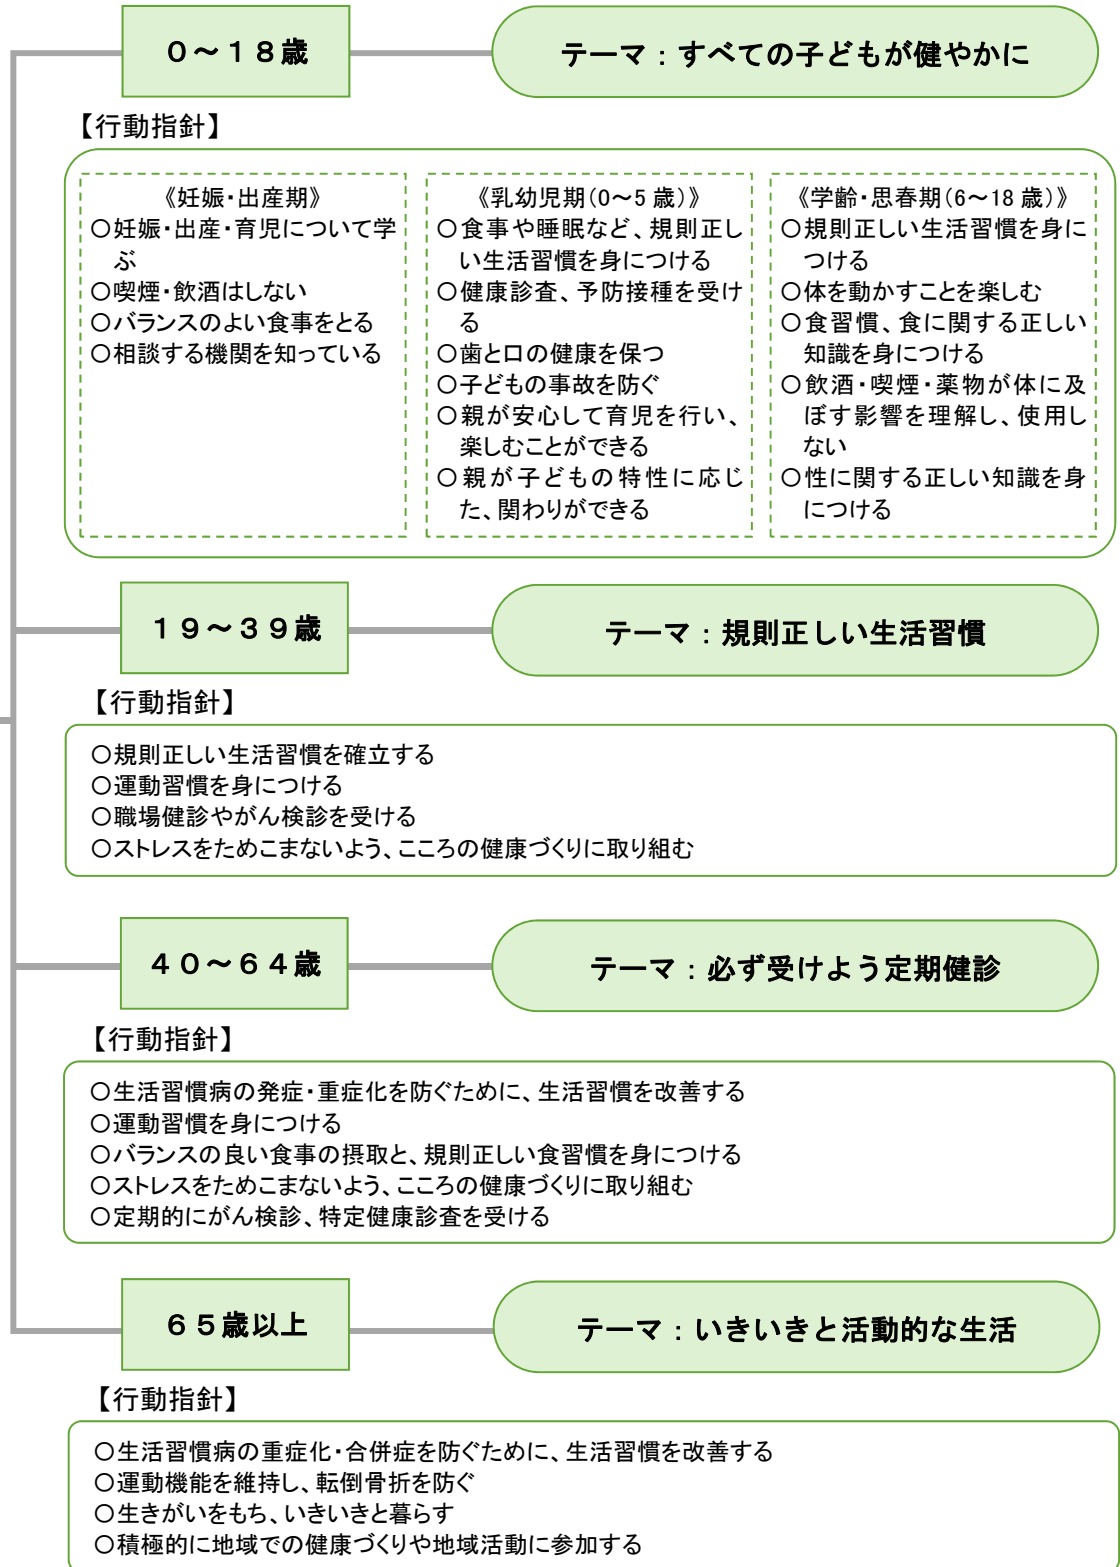 ０～１８歳
テーマ：すべての子どもが健やかに
【行動指針】
《妊娠・出産期》
○妊娠・出産・育児について学
ぶ
○喫煙・飲酒はしない
○バランスのよい食事をとる
○相談する機関を知っている
《乳幼児期（0～5 歳）》
○食事や睡眠など、規則正し
い生活習慣を身につける
○健康診査、予防接種を受け
る
○歯と口の健康を保つ
○子どもの事故を防ぐ
○親が安心して育児を行い、
楽しむことができる
○親が子どもの特性に応じ
た、関わりができる
《学齢・思春期（6～18 歳）》
○規則正しい生活習慣を身に
つける
○体を動かすことを楽しむ
○食習慣、食に関する正しい
知識を身につける
○飲酒・喫煙・薬物が体に及
ぼす影響を理解し、使用し
ない
○性に関する正しい知識を身
につける
１９～３９歳
テーマ：規則正しい生活習慣
【行動指針】
○規則正しい生活習慣を確立する
○運動習慣を身につける
○職場健診やがん検診を受ける
○ストレスをためこまないよう、こころの健康づくりに取り組む
４０～６４歳
テーマ：必ず受けよう定期健診
【行動指針】
○生活習慣病の発症・重症化を防ぐために、生活習慣を改善する
○運動習慣を身につける
○バランスの良い食事の摂取と、規則正しい食習慣を身につける
○ストレスをためこまないよう、こころの健康づくりに取り組む
○定期的にがん検診、特定健康診査を受ける
６５歳以上
テーマ：いきいきと活動的な生活
【行動指針】
○生活習慣病の重症化・合併症を防ぐために、生活習慣を改善する
○運動機能を維持し、転倒骨折を防ぐ
○生きがいをもち、いきいきと暮らす
○積極的に地域での健康づくりや地域活動に参加する